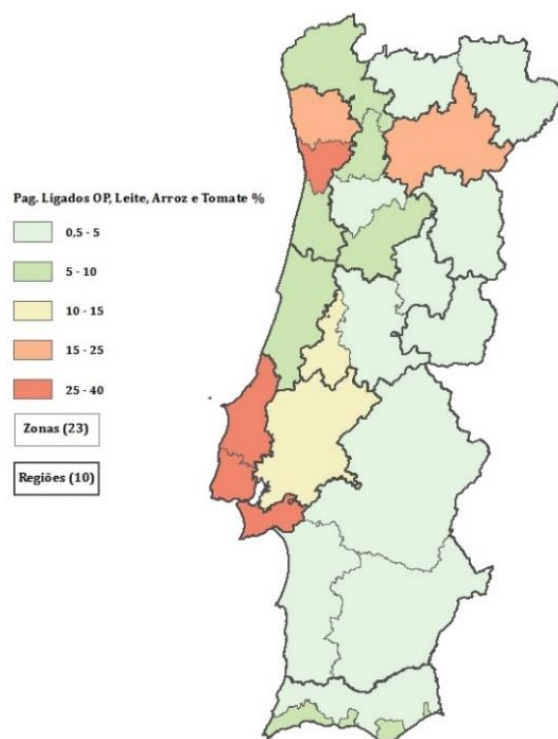 Pag. Ligados OP, Leite, Arroz e Tomate %
0,5 - 5
5 - 10
10 - 15
15 - 25
25 - 40
Zonas (23)
Regiões (10)